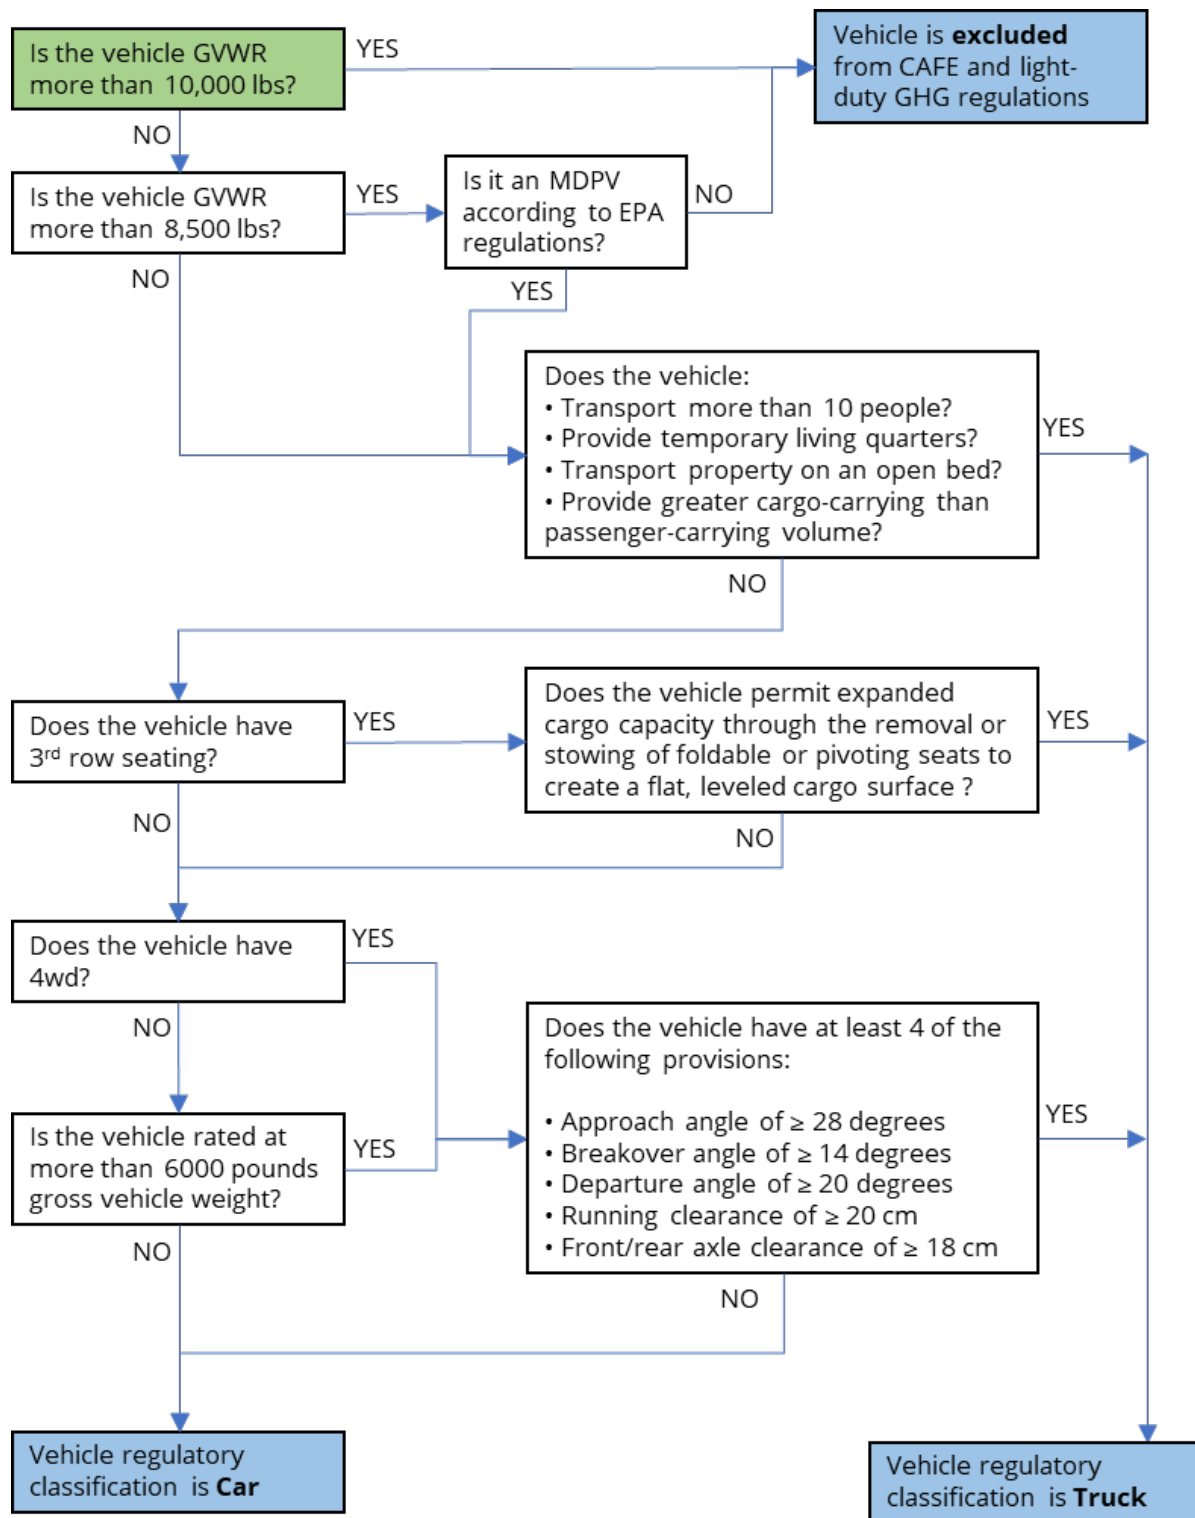 Is the vehicle GVWR
more than 10,000 lbs?
YES
Vehicle is excluded
from CAFE and light-
duty GHG regulations
NO
Is the vehicle GVWR
more than 8,500 lbs?
YES
Is it an MDPV
according to EPA
regulations?
NO
NO
YES
Does the vehicle:
• Transport more than 10 people?
• Provide temporary living quarters?
• Transport property on an open bed?
• Provide greater cargo-carrying than
passenger-carrying volume?
YES
NO
Does the vehicle have
3rd row seating?
YES
Does the vehicle permit expanded
cargo capacity through the removal or
stowing of foldable or pivoting seats to
create a flat, leveled cargo surface ?
YES
NO
NO
Does the vehicle have
4wd?
YES
NO
Does the vehicle have at least 4 of the
following provisions:
• Approach angle of ≥ 28 degrees
• Breakover angle of ≥ 14 degrees
• Departure angle of ≥ 20 degrees
• Running clearance of ≥ 20 cm
• Front/rear axle clearance of ≥ 18 cm
YES
Is the vehicle rated at
more than 6000 pounds
gross vehicle weight?
YES
NO
NO
Vehicle regulatory
classification is Car
Vehicle regulatory
classification is Truck